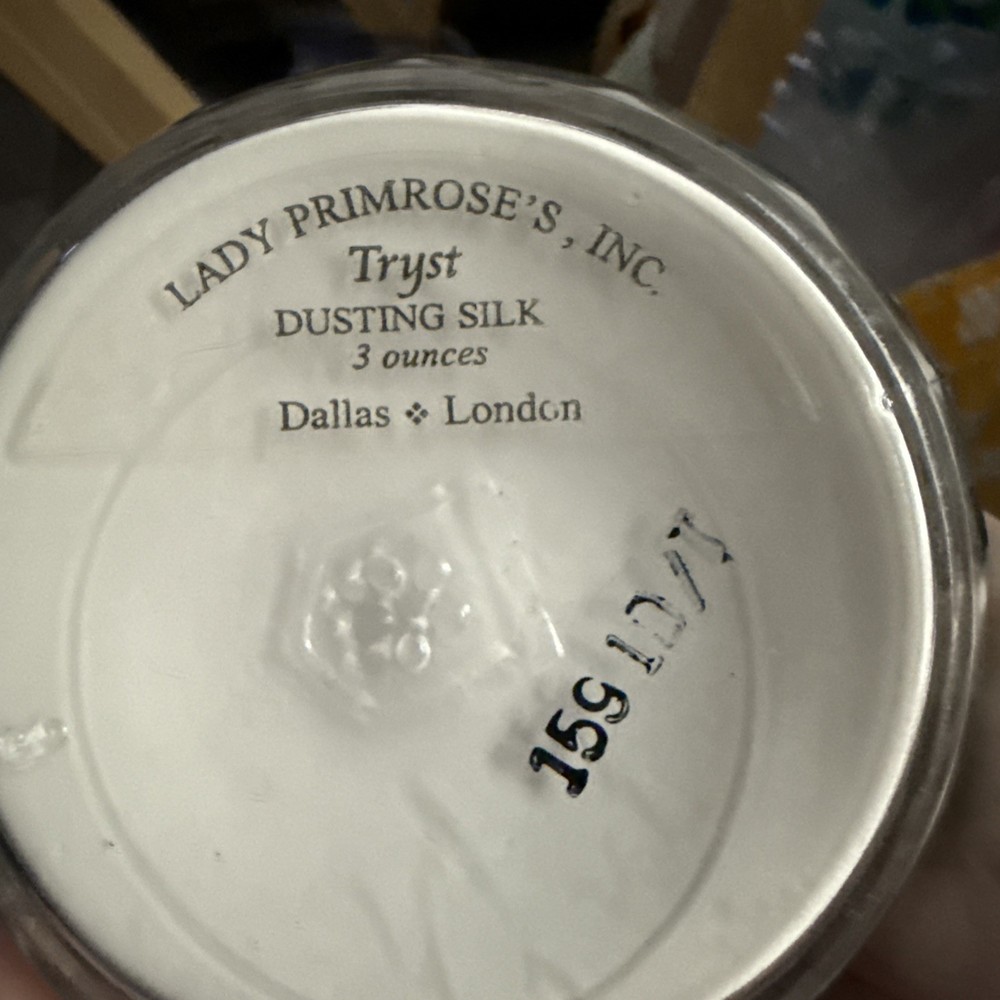 LADY PRIMROSE'S, INC.
Tryst
DUSTING SILK
3 ounces
Dallas ❖ London
159